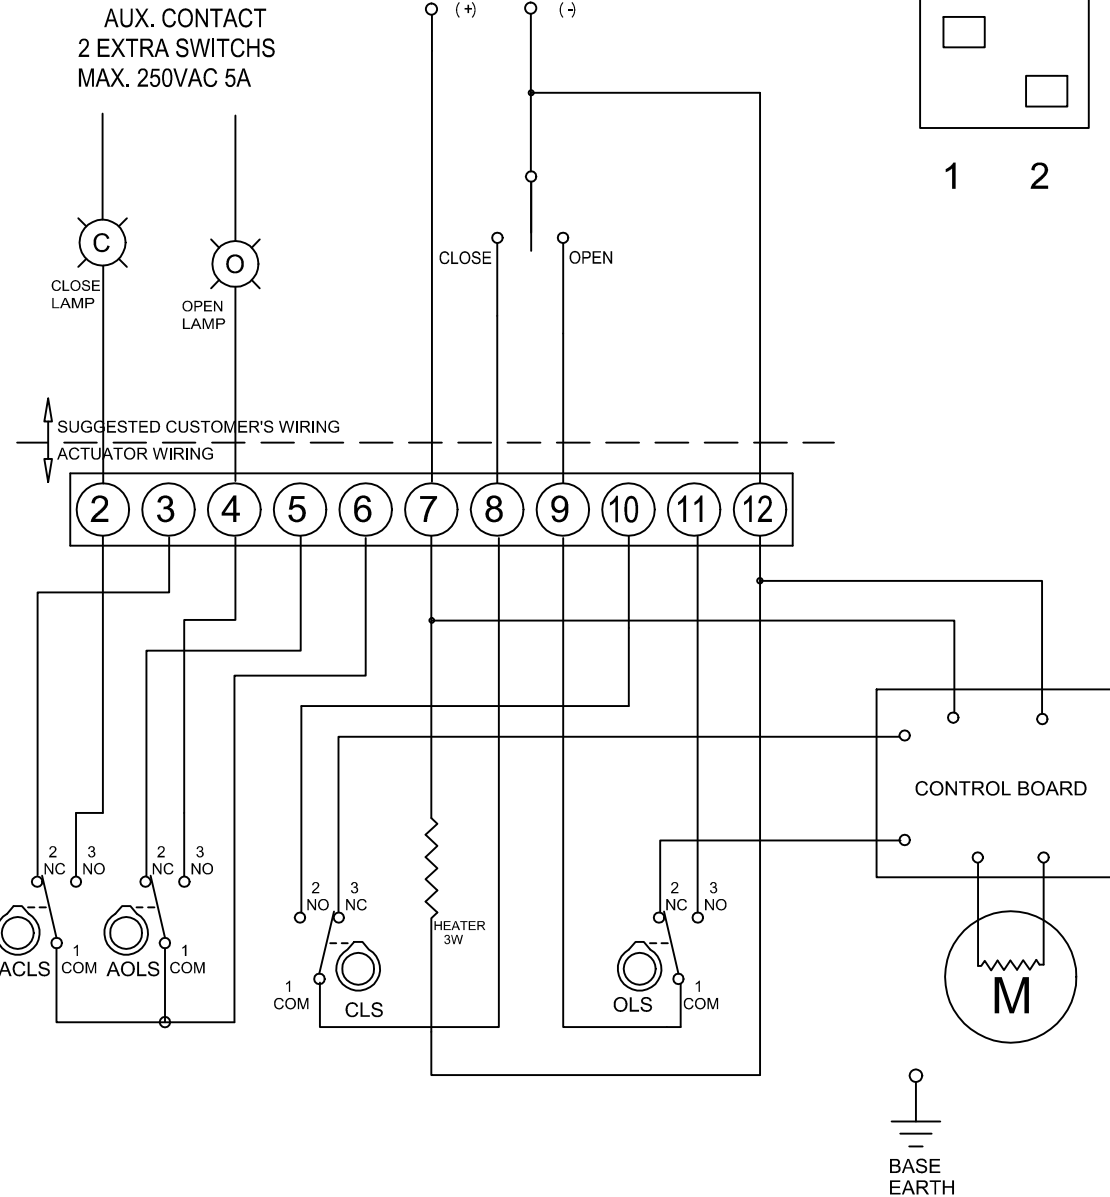 AUX. CONTACT
2 EXTRA SWITCHS
MAX. 250VAC 5A
(+)
(-)
1 2
C
CLOSE
LAMP
O
OPEN
LAMP
CLOSE
OPEN
SUGGESTED CUSTOMER'S WIRING
ACTUATOR WIRING
2 3 4 5 6 7 8 9 10 11 12
CONTROL BOARD
2
NC
3
NO
1
COM
ACLS
2
NC
3
NO
1
COM
AOLS
2
NO
3
NC
1
COM
CLS
HEATER
3W
2
NC
3
NO
1
COM
OLS
M
BASE
EARTH